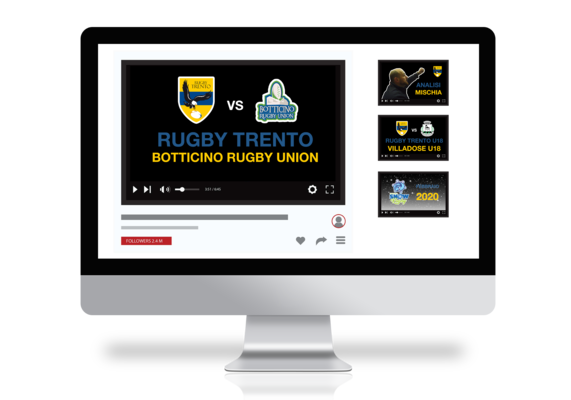 RUGBY
TRENTO
VS
BOTTICINO
RUGBY UNION
RUGBY TRENTO
BOTTICINO RUGBY UNION
FOLLOWERS 2.6 M
ANALISI
MISCHIA
VS
RUGBY TRENTO U18
VILLADOSE U18
2020